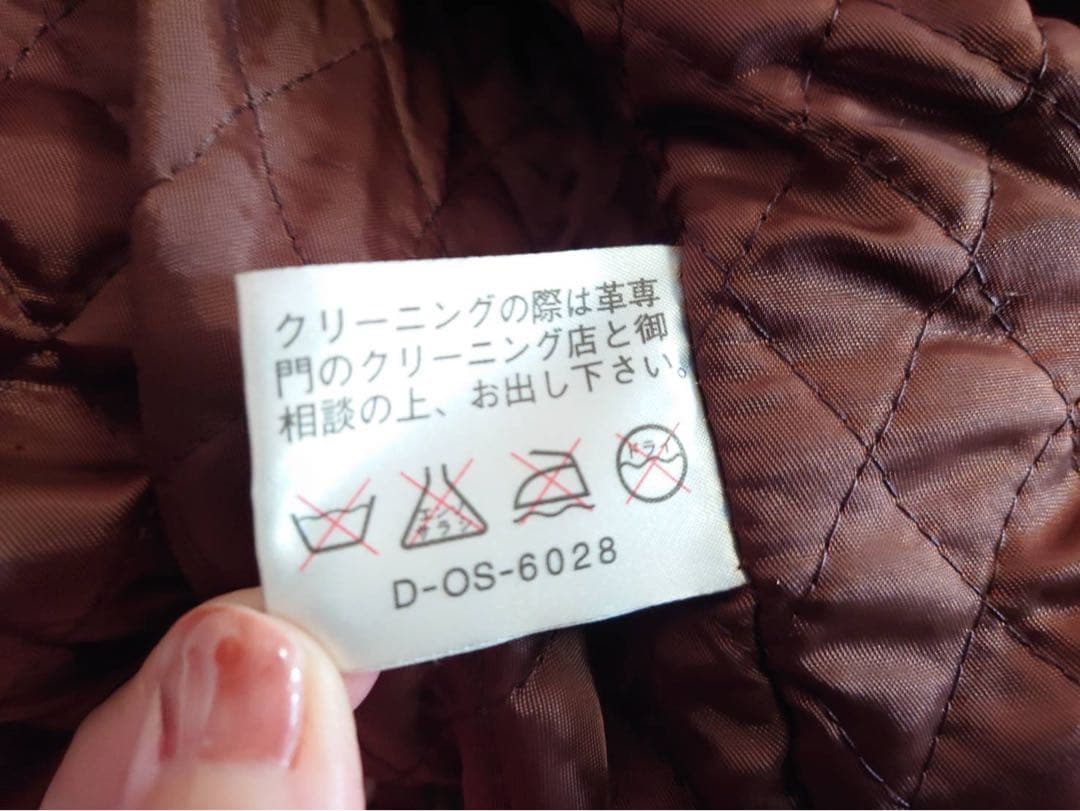 クリーニングの際は革専
門のクリーニング店と御
相談の上、お出し下さい。
エンソ
サラシ
ドライ
D-OS-6028